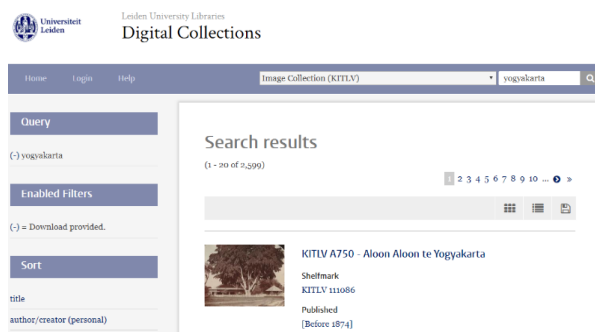 Universiteit
Leiden
Leiden University Libraries
Digital Collections
Home Login Help Image Collection (KITLV) yogyakarta
Query
(-) yogyakarta
Enabled Filters
(-) = Download provided.
Sort
title
author/creator (personal)
Search results
(1 - 20 of 2,599)
1 2 3 4 5 6 7 8 9 10 ... »
KITLV A750 - Aloon Aloon te Yogyakarta
Shelfmark
KITLV 111086
Published
[Before 1874]